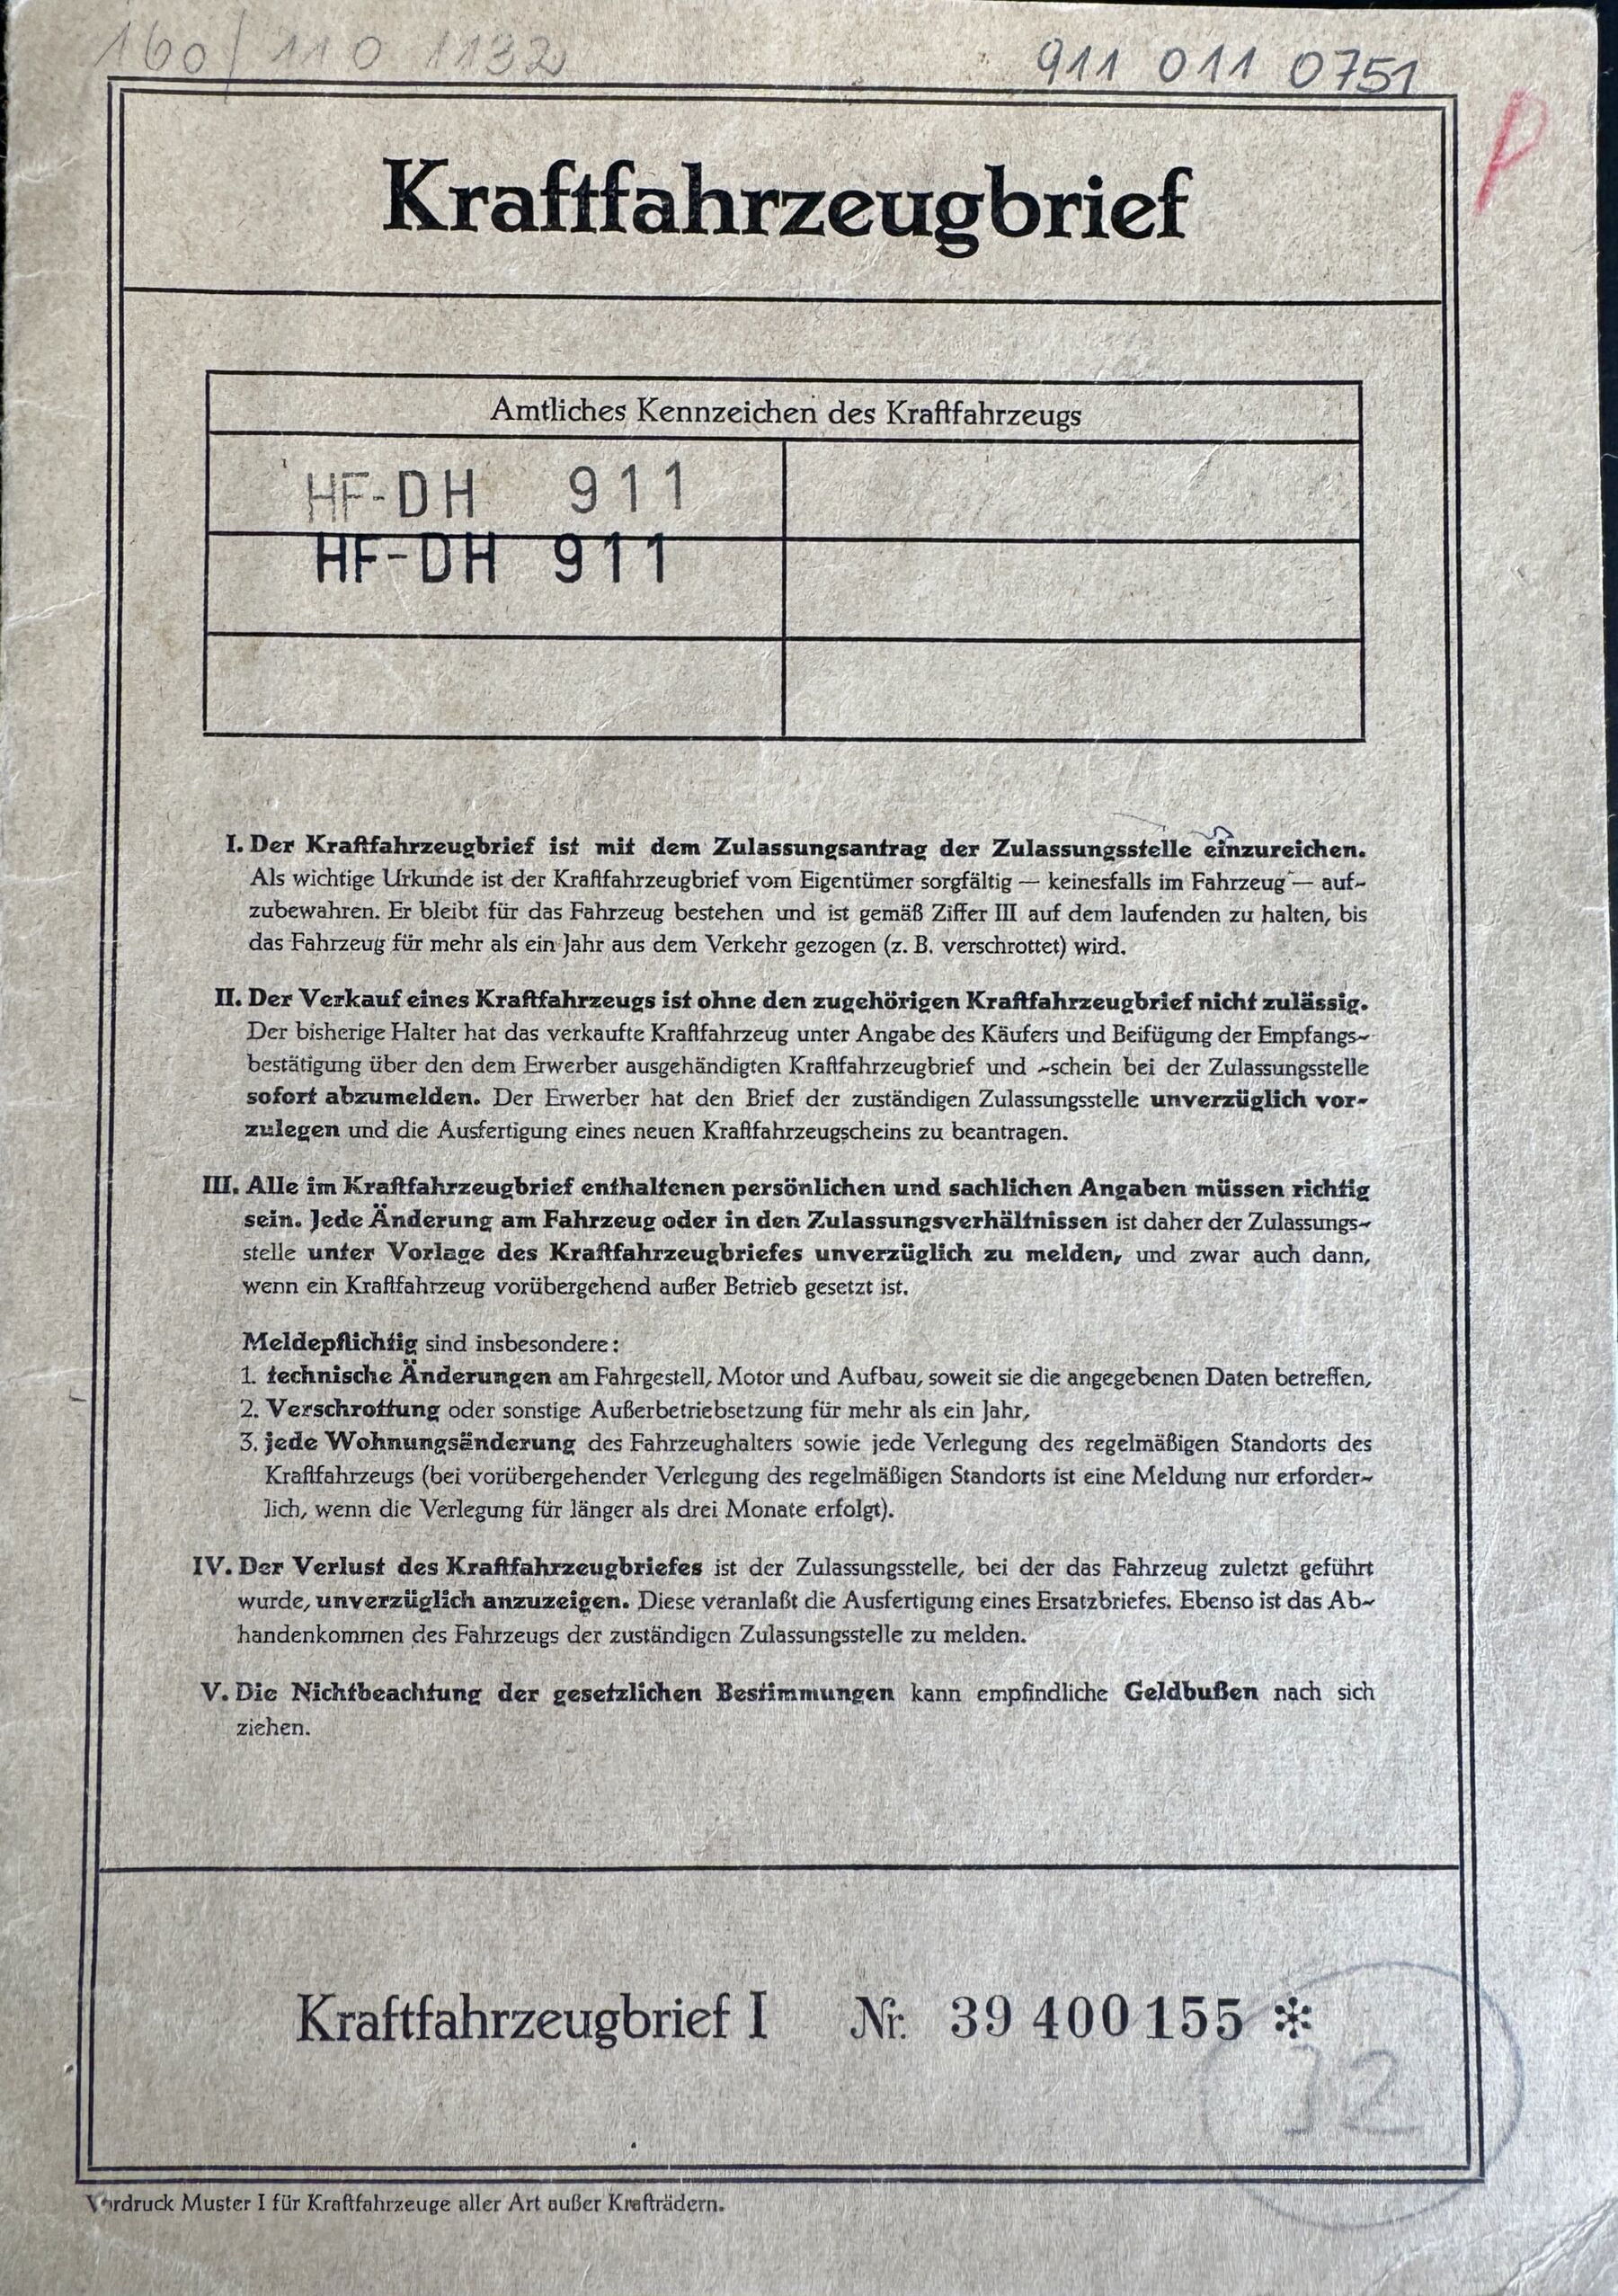 160/ 110 1132
911 011 0751
P
Kraftfahrzeugbrief
Amtliches Kennzeichen des Kraftfahrzeugs
HF-DH 911
HF-DH 911
I. Der Kraftfahrzeugbrief ist mit dem Zulassungsantrag der Zulassungsstelle einzureichen.
Als wichtige Urkunde ist der Kraftfahrzeugbrief vom Eigentümer sorgfältig — keinesfalls im Fahrzeug — auf-
zubewahren. Er bleibt für das Fahrzeug bestehen und ist gemäß Ziffer III auf dem laufenden zu halten, bis
das Fahrzeug für mehr als ein Jahr aus dem Verkehr gezogen (z. B. verschrottet) wird.
II. Der Verkauf eines Kraftfahrzeugs ist ohne den zugehörigen Kraftfahrzeugbrief nicht zulässig.
Der bisherige Halter hat das verkaufte Kraftfahrzeug unter Angabe des Käufers und Beifügung der Empfangs-
bestätigung über den dem Erwerber ausgehändigten Kraftfahrzeugbrief und -schein bei der Zulassungsstelle
sofort abzumelden. Der Erwerber hat den Brief der zuständigen Zulassungsstelle unverzüglich vor-
zulegen und die Ausfertigung eines neuen Kraftfahrzeugscheins zu beantragen.
III. Alle im Kraftfahrzeugbrief enthaltenen persönlichen und sachlichen Angaben müssen richtig
sein. Jede Änderung am Fahrzeug oder in den Zulassungsverhältnissen ist daher der Zulassungs-
stelle unter Vorlage des Kraftfahrzeugbriefes unverzüglich zu melden, und zwar auch dann,
wenn ein Kraftfahrzeug vorübergehend außer Betrieb gesetzt ist.
Meldepflichtig sind insbesondere:
1. technische Änderungen am Fahrgestell, Motor und Aufbau, soweit sie die angegebenen Daten betreffen,
2. Verschrottung oder sonstige Außerbetriebsetzung für mehr als ein Jahr,
3. jede Wohnungsänderung des Fahrzeughalters sowie jede Verlegung des regelmäßigen Standorts des
Kraftfahrzeugs (bei vorübergehender Verlegung des regelmäßigen Standorts ist eine Meldung nur erforder-
lich, wenn die Verlegung für länger als drei Monate erfolgt).
IV. Der Verlust des Kraftfahrzeugbriefes ist der Zulassungsstelle, bei der das Fahrzeug zuletzt geführt
wurde, unverzüglich anzuzeigen. Diese veranlaßt die Ausfertigung eines Ersatzbriefes. Ebenso ist das Ab-
handenkommen des Fahrzeugs der zuständigen Zulassungsstelle zu melden.
V. Die Nichtbeachtung der gesetzlichen Bestimmungen kann empfindliche Geldbußen nach sich
ziehen.
Kraftfahrzeugbrief I Nr. 39 400 155 *
12
Vordruck Muster I für Kraftfahrzeuge aller Art außer Krafträdern.